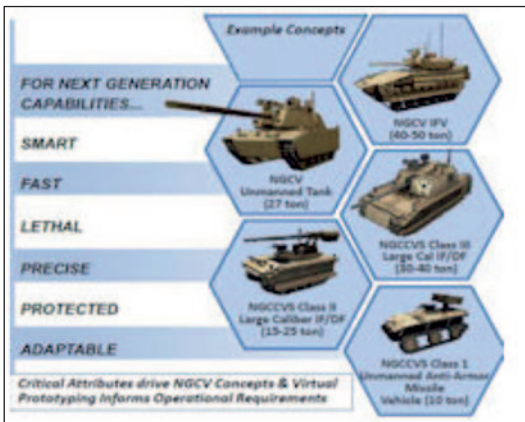 Example Concepts
FOR NEXT GENERATION
CAPABILITIES...
SMART
FAST
LETHAL
PRECISE
PROTECTED
ADAPTABLE
NGCV IFV
(40-50 ton)
NGCV
Unmanned Tank
(27 ton)
NGCCVS Class III
Large Cal IF/DF
(30-40 ton)
NGCCVS Class II
Large Caliber IF/DF
(15-25 ton)
NGCCVS Class 1
Unmanned Anti-Armor
Missile
Vehicle (10 ton)
Critical Attributes drive NGCV Concepts & Virtual
Prototyping Informs Operational Requirements